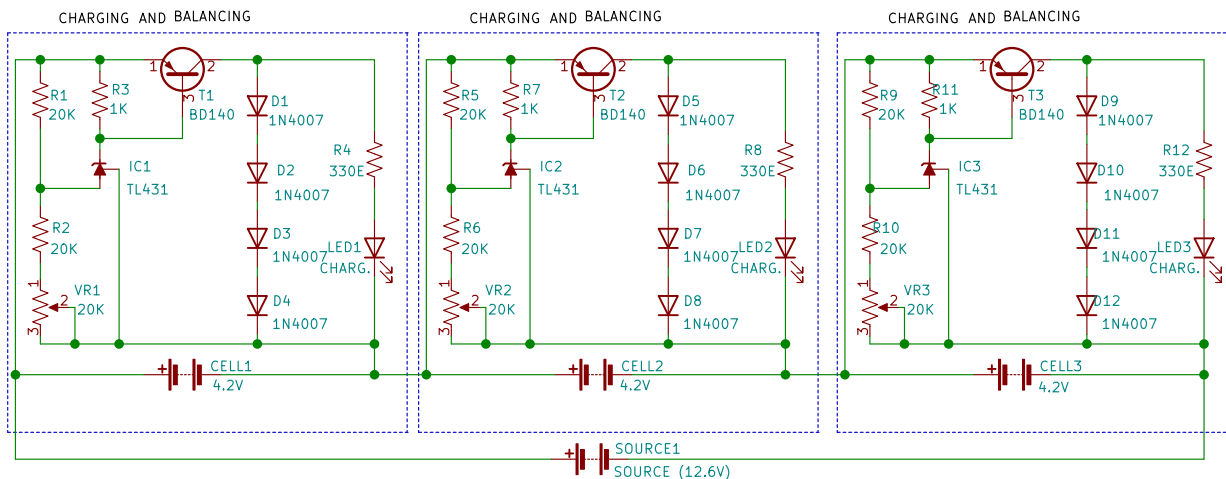 CHARGING AND BALANCING
CHARGING AND BALANCING
CHARGING AND BALANCING
1
2
3
T1
BD140
R1
20K
R3
1K
D1
1N4007
IC1
TL431
D2
1N4007
R4
330E
R2
20K
D3
1N4007
LED1
CHARG.
1
2
3
VR1
20K
D4
1N4007
+
CELL1
4.2V
1
2
3
T2
BD140
R5
20K
R7
1K
D5
1N4007
IC2
TL431
D6
1N4007
R8
330E
R6
20K
D7
1N4007
LED2
CHARG.
1
2
3
VR2
20K
D8
1N4007
+
CELL2
4.2V
1
2
3
T3
BD140
R9
20K
R11
1K
D9
1N4007
IC3
TL431
D10
1N4007
R12
330E
R10
20K
D11
1N4007
LED3
CHARG.
1
2
3
VR3
20K
D12
1N4007
+
CELL3
4.2V
+
SOURCE1
SOURCE (12.6V)